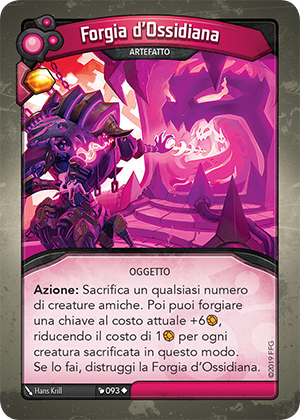 Forgia d’Ossidiana
ARTEFATTO
OGGETTO
Azione: Sacrifica un qualsiasi numero
di creature amiche. Poi puoi forgiare
una chiave al costo attuale +6,
riducendo il costo di 1 per ogni
creatura sacrificata in questo modo.
Se lo fai, distruggi la Forgia d’Ossidiana.
©2019 FFG
Hans Krill
093